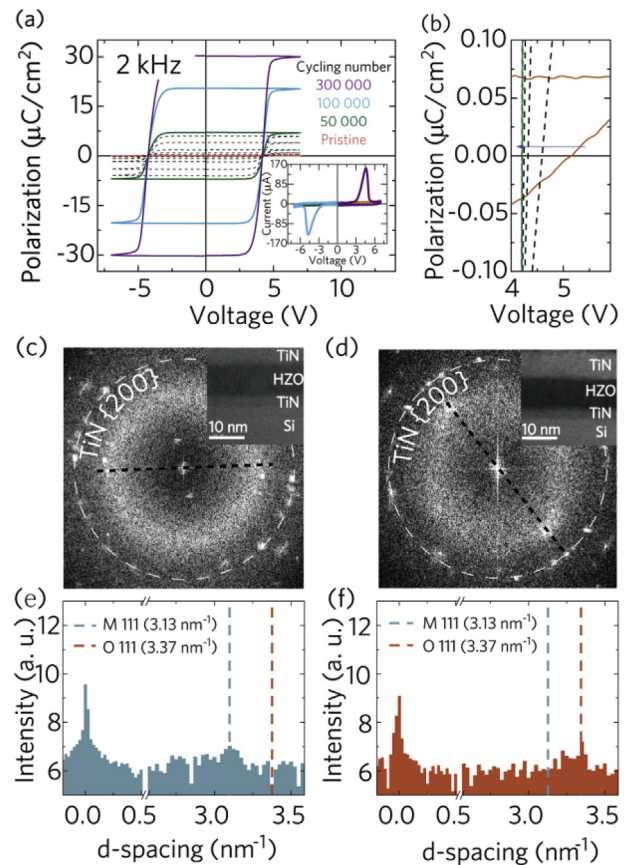 (a)
Polarization (μC/cm²)
30
15
0
-15
-30
2 kHz
Cycling number
300 000
100 000
50 000
Pristine
Current (μA)
170
0
-170
-6 -3 0 3 6
Voltage (V)
-5 0 5 10
Voltage (V)
(b)
Polarization (μC/cm²)
0.10
0.05
0.00
-0.05
-0.10
4 5
Voltage (V)
(c)
TiN {200}
TiN
HZO
TiN
Si
10 nm
(d)
TiN {200}
TiN
HZO
TiN
Si
10 nm
(e)
Intensity (a. u.)
12
10
8
6
M 111 (3.13 nm⁻¹)
O 111 (3.37 nm⁻¹)
0.0 0.5 3.0 3.5
d-spacing (nm⁻¹)
(f)
Intensity (a. u.)
12
10
8
6
M 111 (3.13 nm⁻¹)
O 111 (3.37 nm⁻¹)
0.0 0.5 3.0 3.5
d-spacing (nm⁻¹)